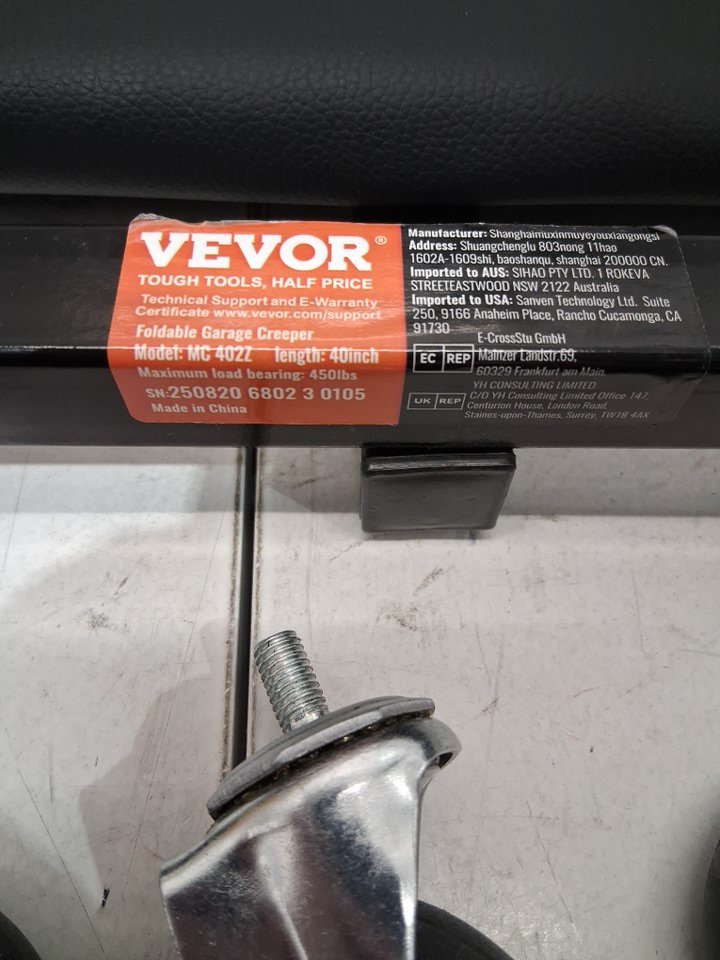 VEVOR®
TOUGH TOOLS, HALF PRICE
Technical Support and E-Warranty
Certificate www.vevor.com/support
Foldable Garage Creeper
Model: MC 402Z length: 40inch
Maximum load bearing: 450lbs
SN:250820 6802 3 0105
Made in China
Manufacturer: Shanghaimuxinmuyeyouxiangongsi
Address: Shuangchenglu 803nong 11hao
1602A-1609shi, baoshanqu, shanghai 200000 CN.
Imported to AUS: SIHAO PTY LTD. 1 ROKEVA
STREETEASTWOOD NSW 2122 Australia
Imported to USA: Sanven Technology Ltd. Suite
250, 9166 Anaheim Place, Rancho Cucamonga, CA
91730
EC REP
E-CrossStu GmbH
Mainzer Landstr.69,
60329 Frankfurt am Main.
UK REP
YH CONSULTING LIMITED.
C/O YH Consulting Limited Office 147,
Centurion House, London Road,
Staines-upon-Thames, Surrey, TW18 4AX